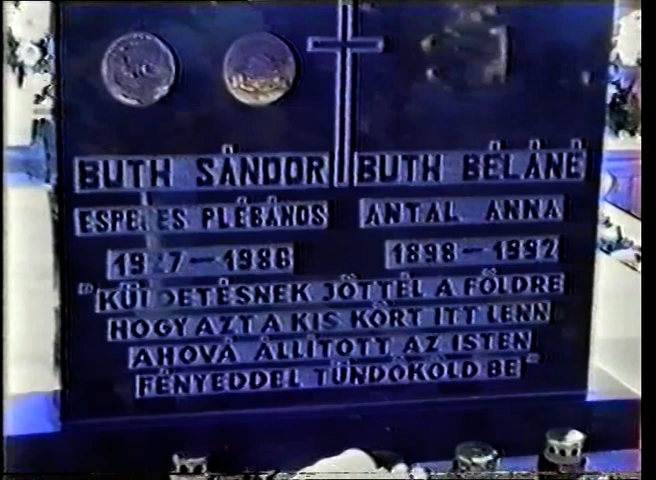 BUTH SÁNDOR
ESPERES PLÉBÁNOS
1927–1986
BUTH BÉLÁNÉ
ANTAL ANNA
1898–1992
"KÜLDETÉSNEK JÖTTÉL A FÖLDRE
HOGY AZT A KIS KÖRT ITT LENN
AHOVÁ ÁLLÍTOTT AZ ISTEN
FÉNYEDDEL TÜNDÖKÖLD BE"